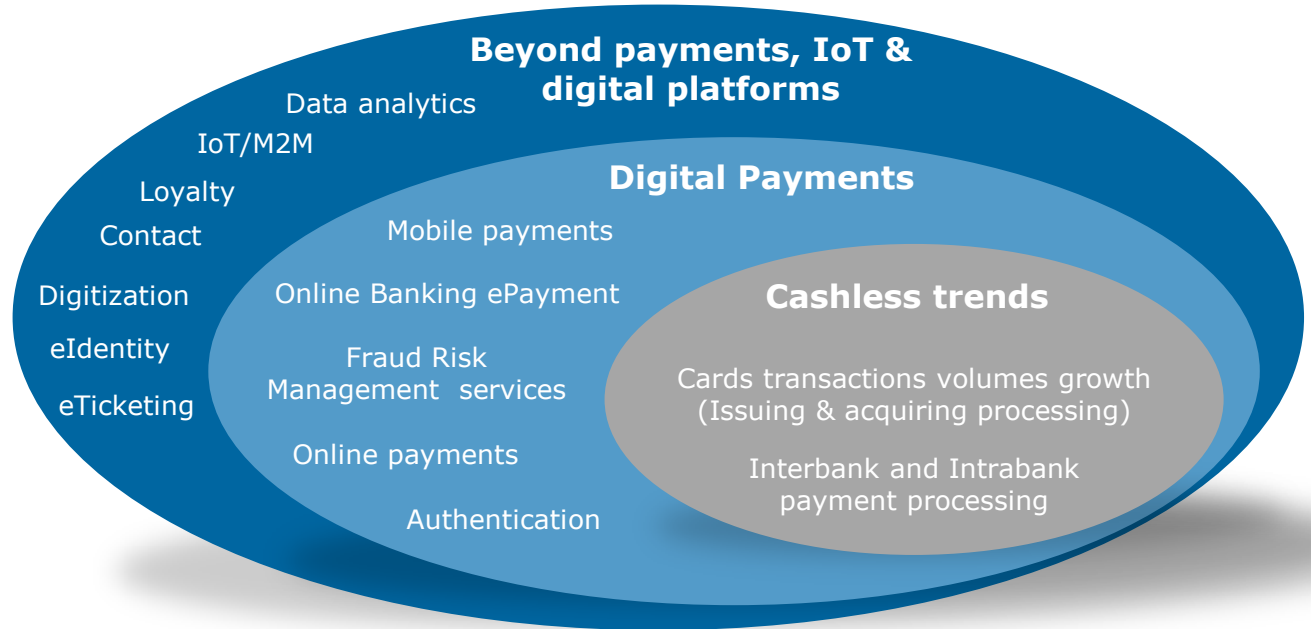 Beyond payments, IoT &
digital platforms
Data analytics
IoT/M2M
Loyalty
Contact
Digitization
eIdentity
eTicketing
Digital Payments
Mobile payments
Online Banking ePayment
Fraud Risk
Management services
Online payments
Authentication
Cashless trends
Cards transactions volumes growth
(Issuing & acquiring processing)
Interbank and Intrabank
payment processing